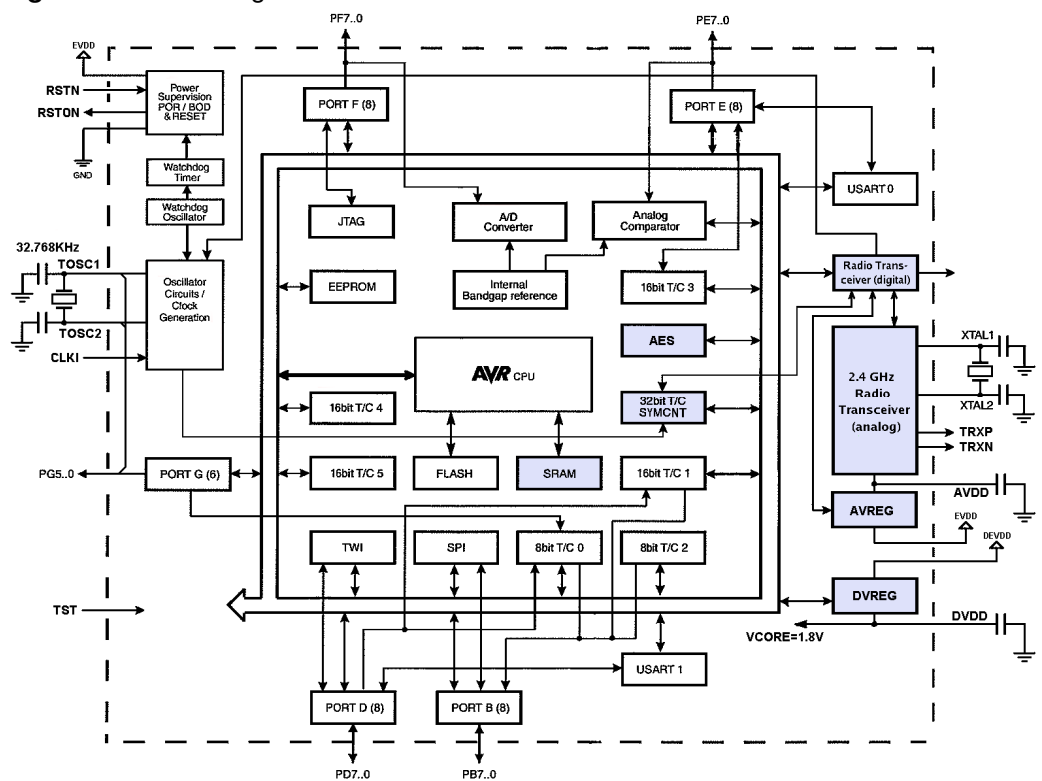 PF7..0
PE7..0
EVDD
RSTN
RSTON
GND
Power
Supervision
POR / BOD
& RESET
PORT F (8)
PORT E (8)
Watchdog
Timer
Watchdog
Oscillator
USART 0
JTAG
A/D
Converter
Analog
Comparator
32.768KHz
TOSC1
TOSC2
CLKI
Oscillator
Circuits /
Clock
Generation
EEPROM
Internal
Bandgap reference
16bit T/C 3
Radio Trans-
ceiver (digital)
AES
AVR CPU
2.4 GHz
Radio
Transceiver
(analog)
XTAL1
XTAL2
TRXP
TRXN
16bit T/C 4
32bit T/C
SYMCNT
PG5..0
PORT G (6)
16bit T/C 5
FLASH
SRAM
16bit T/C 1
AVDD
AVREG
EVDD
DEVDD
TWI
SPI
8bit T/C 0
8bit T/C 2
TST
DVREG
DVDD
VCORE=1.8V
USART 1
PORT D (8)
PORT B (8)
PD7..0
PB7..0